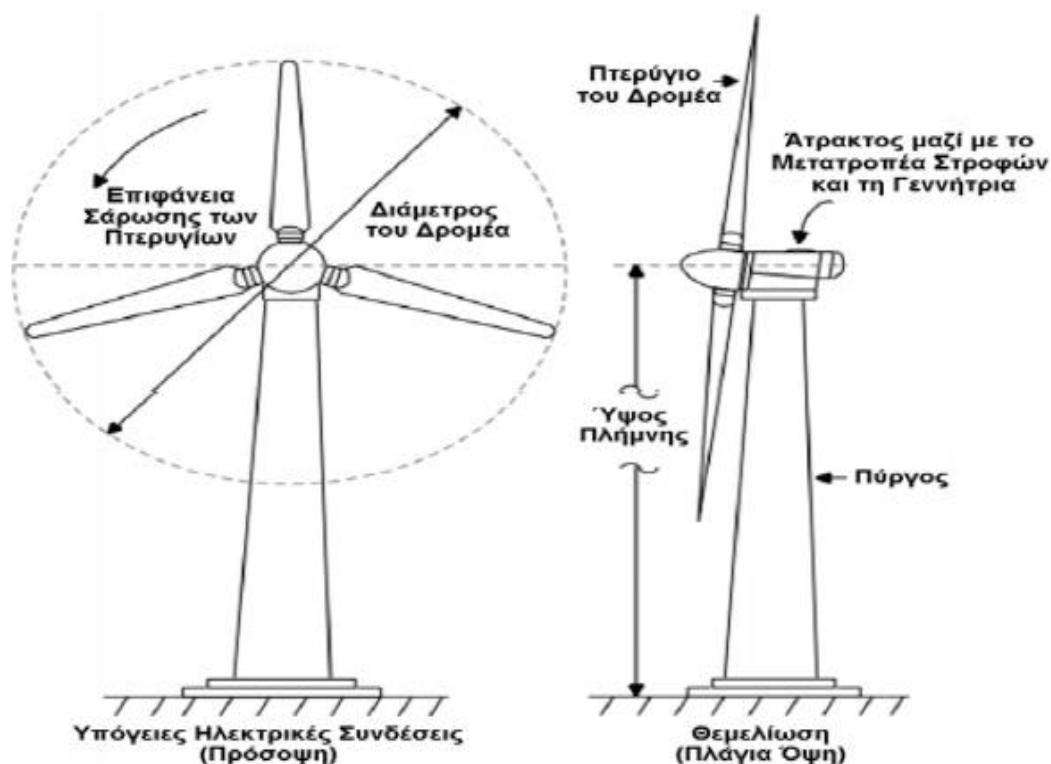 Επιφάνεια
Σάρωσης των
Πτερυγίων
Διάμετρος
του Δρομέα
Υπόγειες Ηλεκτρικές Συνδέσεις
(Πρόσοψη)
Πτερύγιο
του Δρομέα
Άτρακτος μαζί με το
Μετατροπέα Στροφών
και τη Γεννήτρια
Ύψος
Πλήμνης
Πύργος
Θεμελίωση
(Πλάγια Όψη)